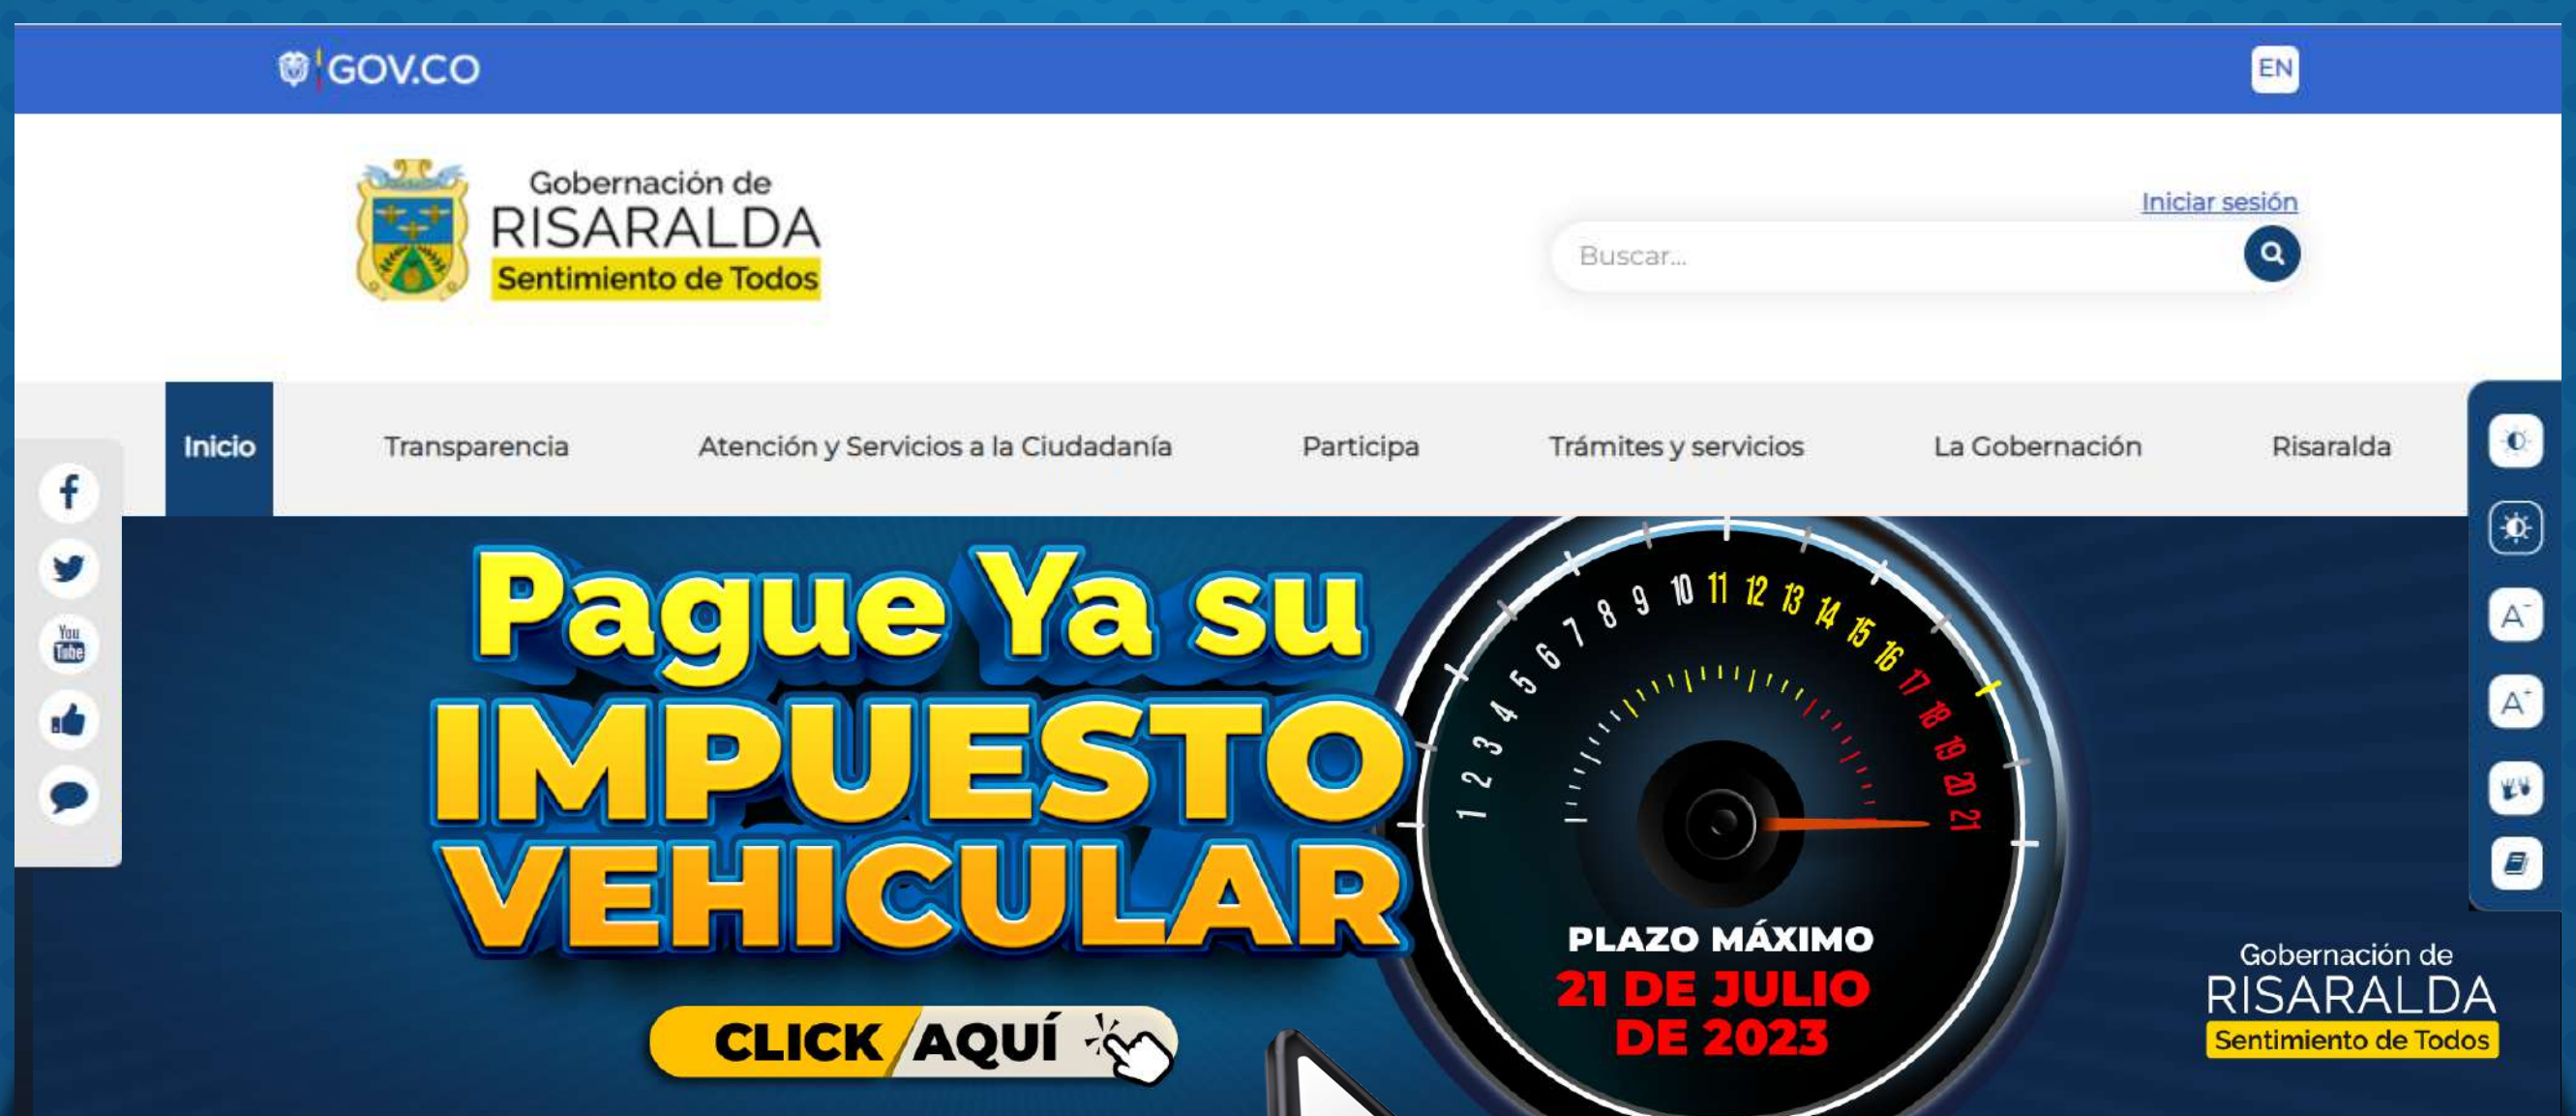 GOV.CO
EN
Gobernación de
RISARALDA
Sentimiento de Todos
Iniciar sesión
Buscar...
Inicio
Transparencia
Atención y Servicios a la Ciudadanía
Participa
Trámites y servicios
La Gobernación
Risaralda
You
Tube
A-
A+
Pague Ya su
IMPUESTO
VEHICULAR
CLICK AQUÍ
1 2 3 4 5 6 7 8 9 10 11 12 13 14 15 16 17 18 19 20 21
PLAZO MÁXIMO
21 DE JULIO
DE 2023
Gobernación de
RISARALDA
Sentimiento de Todos